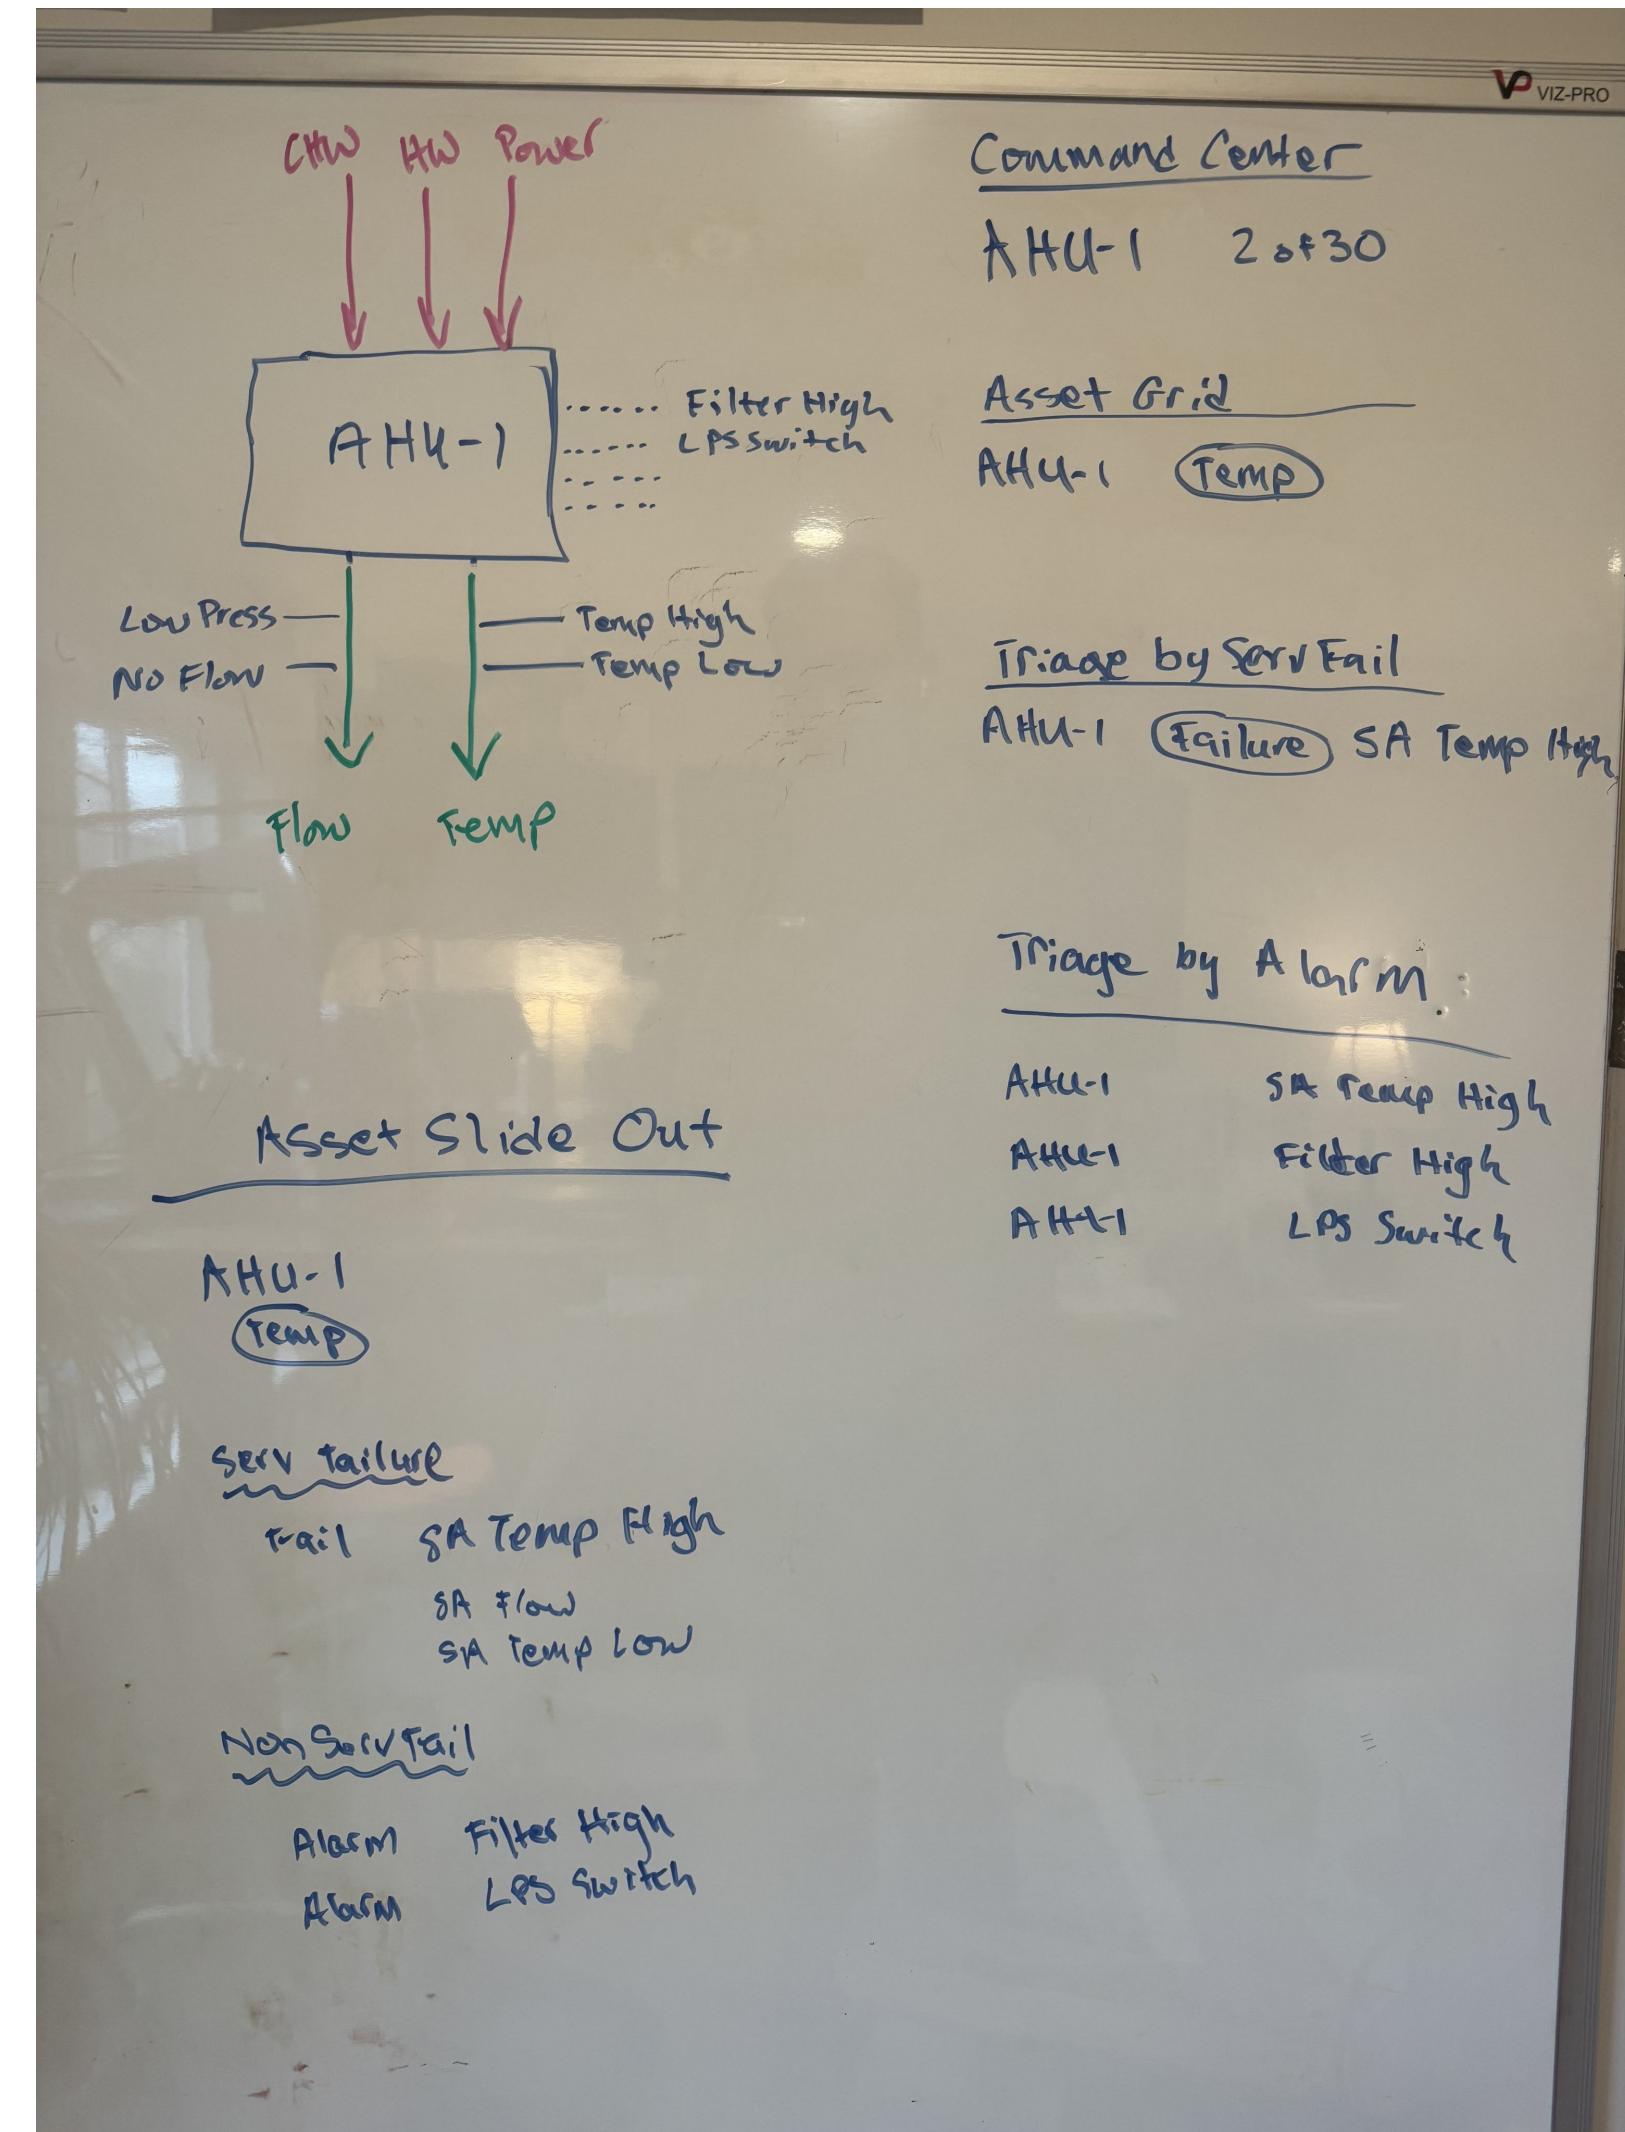 VP VIZ-PRO
CHW HW Power
AHU-1
Filter High
LPS Switch
Low Press
No Flow
Temp High
Temp Low
Flow Temp
Command Center
AHU-1 2 of 30
Asset Grid
AHU-1 Temp
Triage by Serv Fail
AHU-1 Failure SA Temp High
Triage by Alarm
AHU-1 SA Temp High
AHU-1 Filter High
AHU-1 LPS Switch
Asset Slide Out
AHU-1
Temp
Serv Failure
Fail SA Temp High
SA Flow
SA Temp Low
Non Serv Fail
Alarm Filter High
Alarm LPS Switch